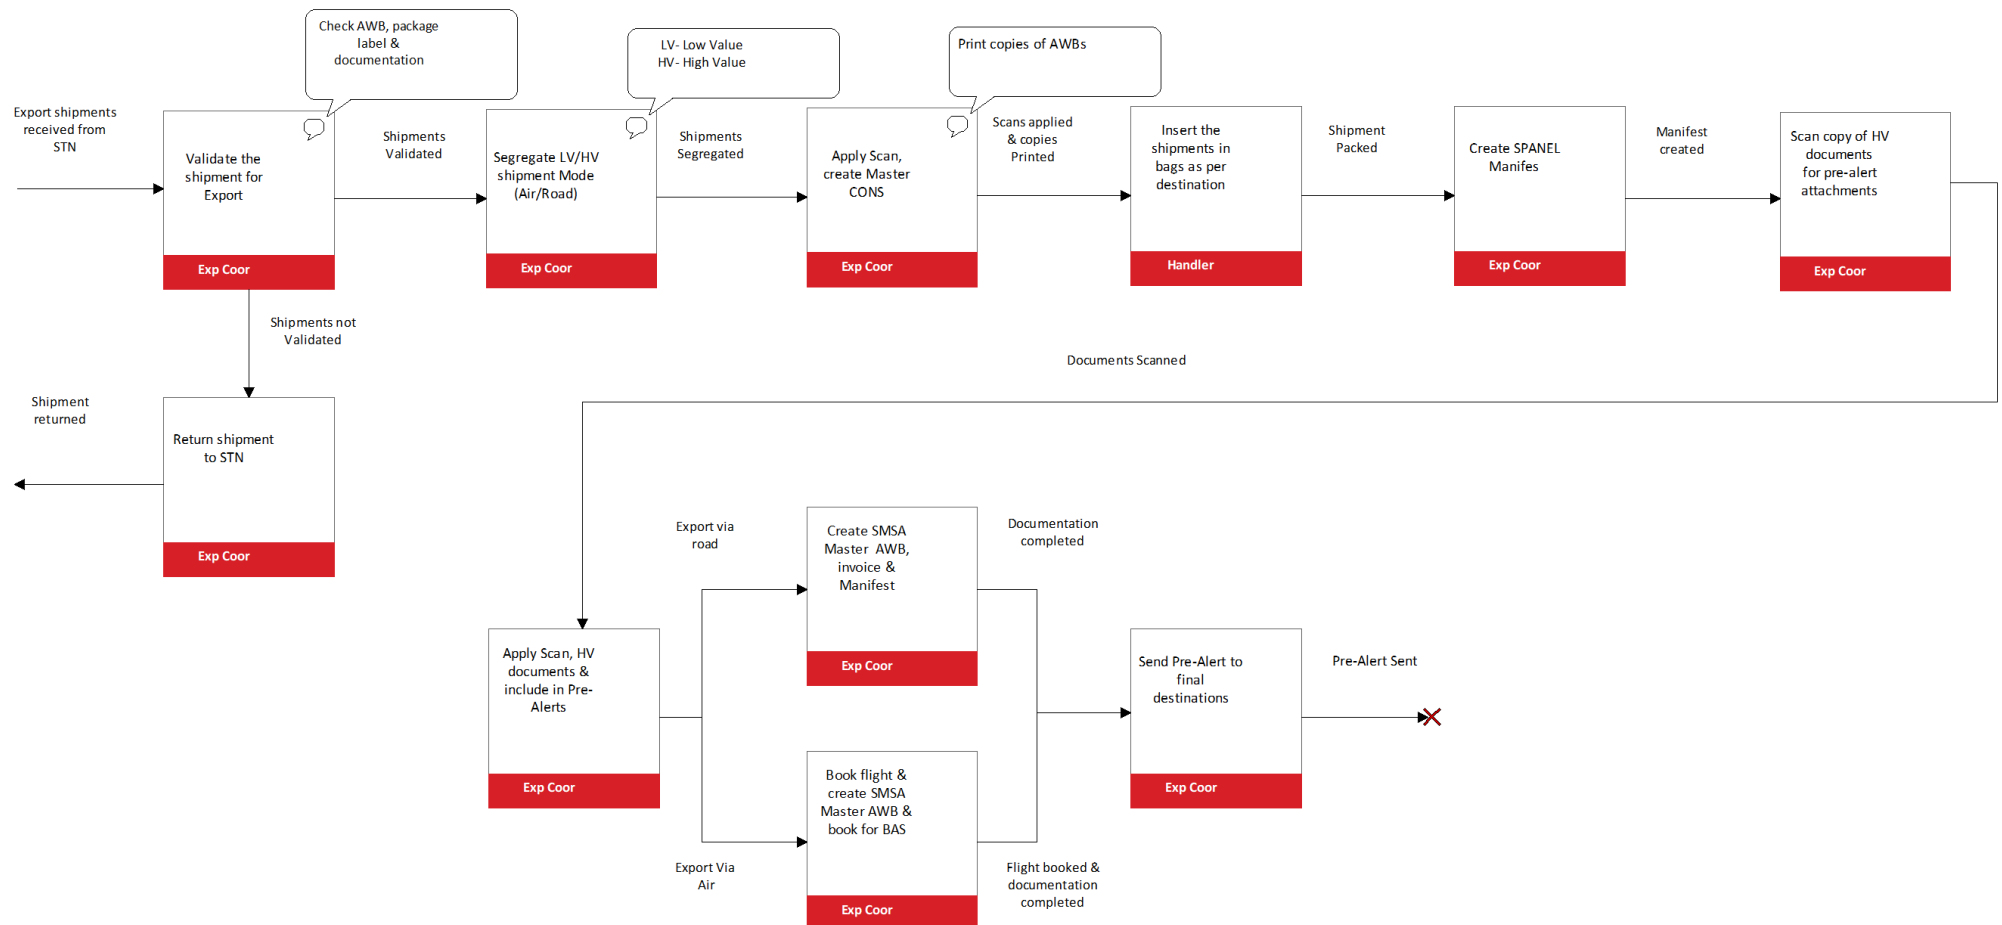 Check AWB, package
label &
documentation
LV- Low Value
HV- High Value
Print copies of AWBs
Export shipments
received from
STN
Validate the
shipment for
Export
Exp Coor
Shipments
Validated
Segregate LV/HV
shipment Mode
(Air/Road)
Exp Coor
Shipments
Segregated
Apply Scan,
create Master
CONS
Exp Coor
Scans applied
& copies
Printed
Insert the
shipments in
bags as per
destination
Handler
Shipment
Packed
Create SPANEL
Manifes
Exp Coor
Manifest
created
Scan copy of HV
documents
for pre-alert
attachments
Exp Coor
Shipments not
Validated
Documents Scanned
Shipment
returned
Return shipment
to STN
Exp Coor
Apply Scan, HV
documents &
include in Pre-
Alerts
Exp Coor
Export via
road
Create SMSA
Master  AWB,
invoice &
Manifest
Exp Coor
Documentation
completed
Export Via
Air
Book flight &
create SMSA
Master AWB &
book for BAS
Exp Coor
Flight booked &
documentation
completed
Send Pre-Alert to
final
destinations
Exp Coor
Pre-Alert Sent